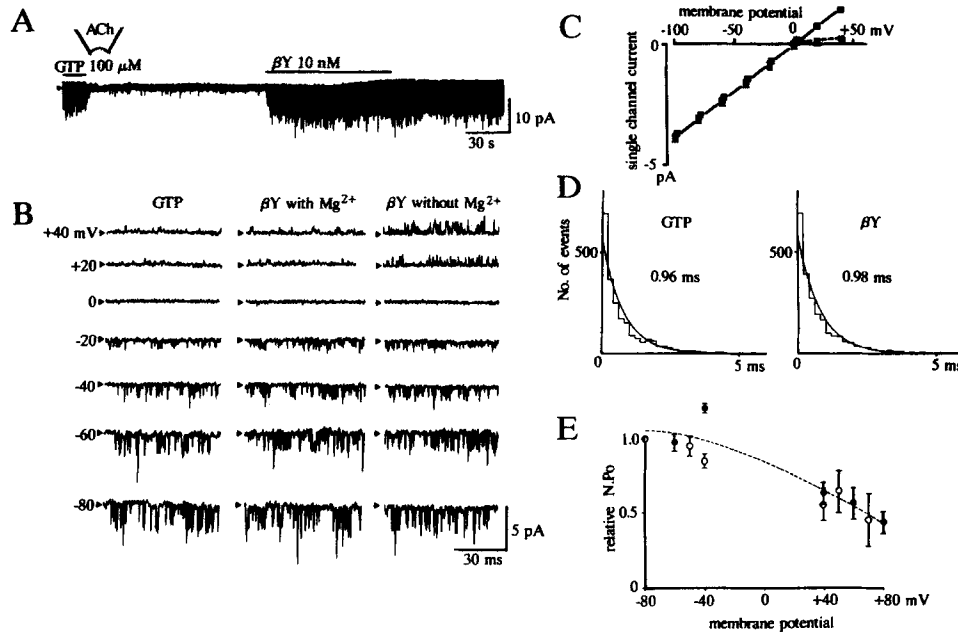 A
ACh
GTP 100 μM
βY 10 nM
10 pA
30 s
B
GTP
βY with Mg²⁺
βY without Mg²⁺
+40 mV
+20
0
-20
-40
-60
-80
5 pA
30 ms
C
membrane potential
-100
-50
0
+50 mV
0
single channel current
-5
pA
D
No. of events
500
GTP
0.96 ms
0
5 ms
500
βY
0.98 ms
0
5 ms
E
relative N.Po
1.0
0.5
0
-80
-40
0
+40
+80 mV
membrane potential